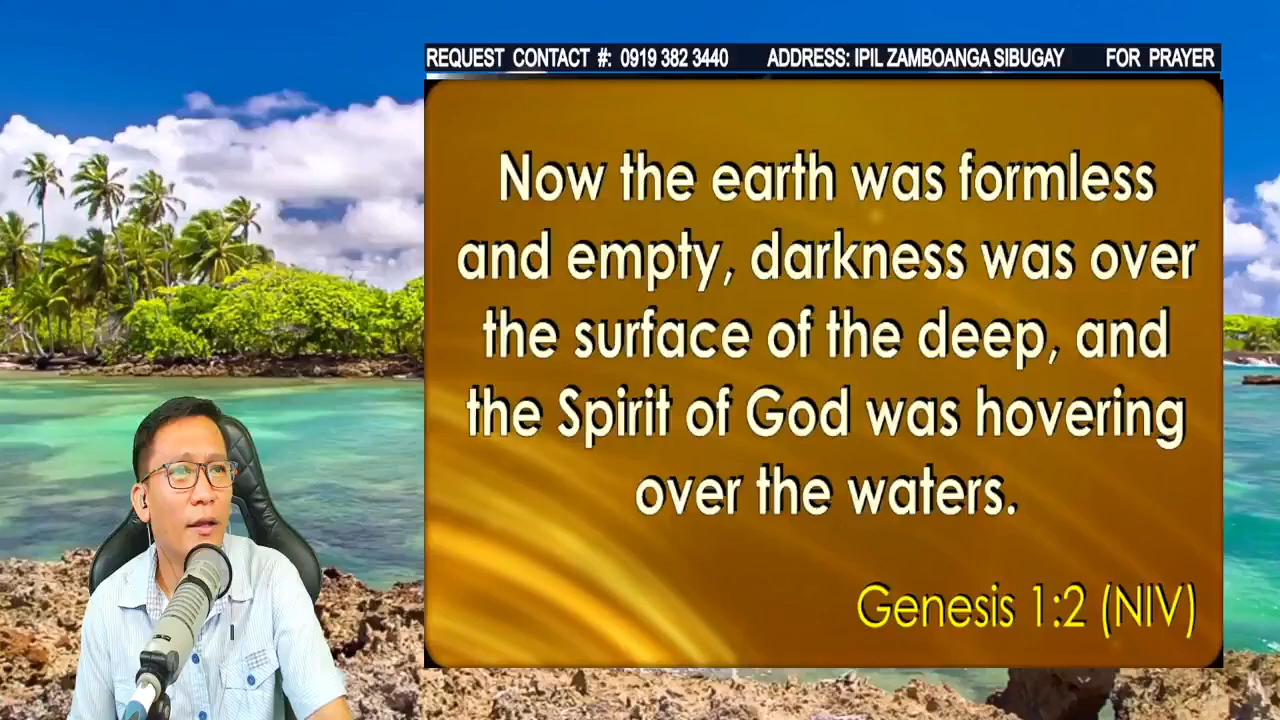 REQUEST CONTACT #: 0919 382 3440 ADDRESS: IPIL ZAMBOANGA SIBUGAY FOR PRAYER
Now the earth was formless
and empty, darkness was over
the surface of the deep, and
the Spirit of God was hovering
over the waters.
Genesis 1:2 (NIV)